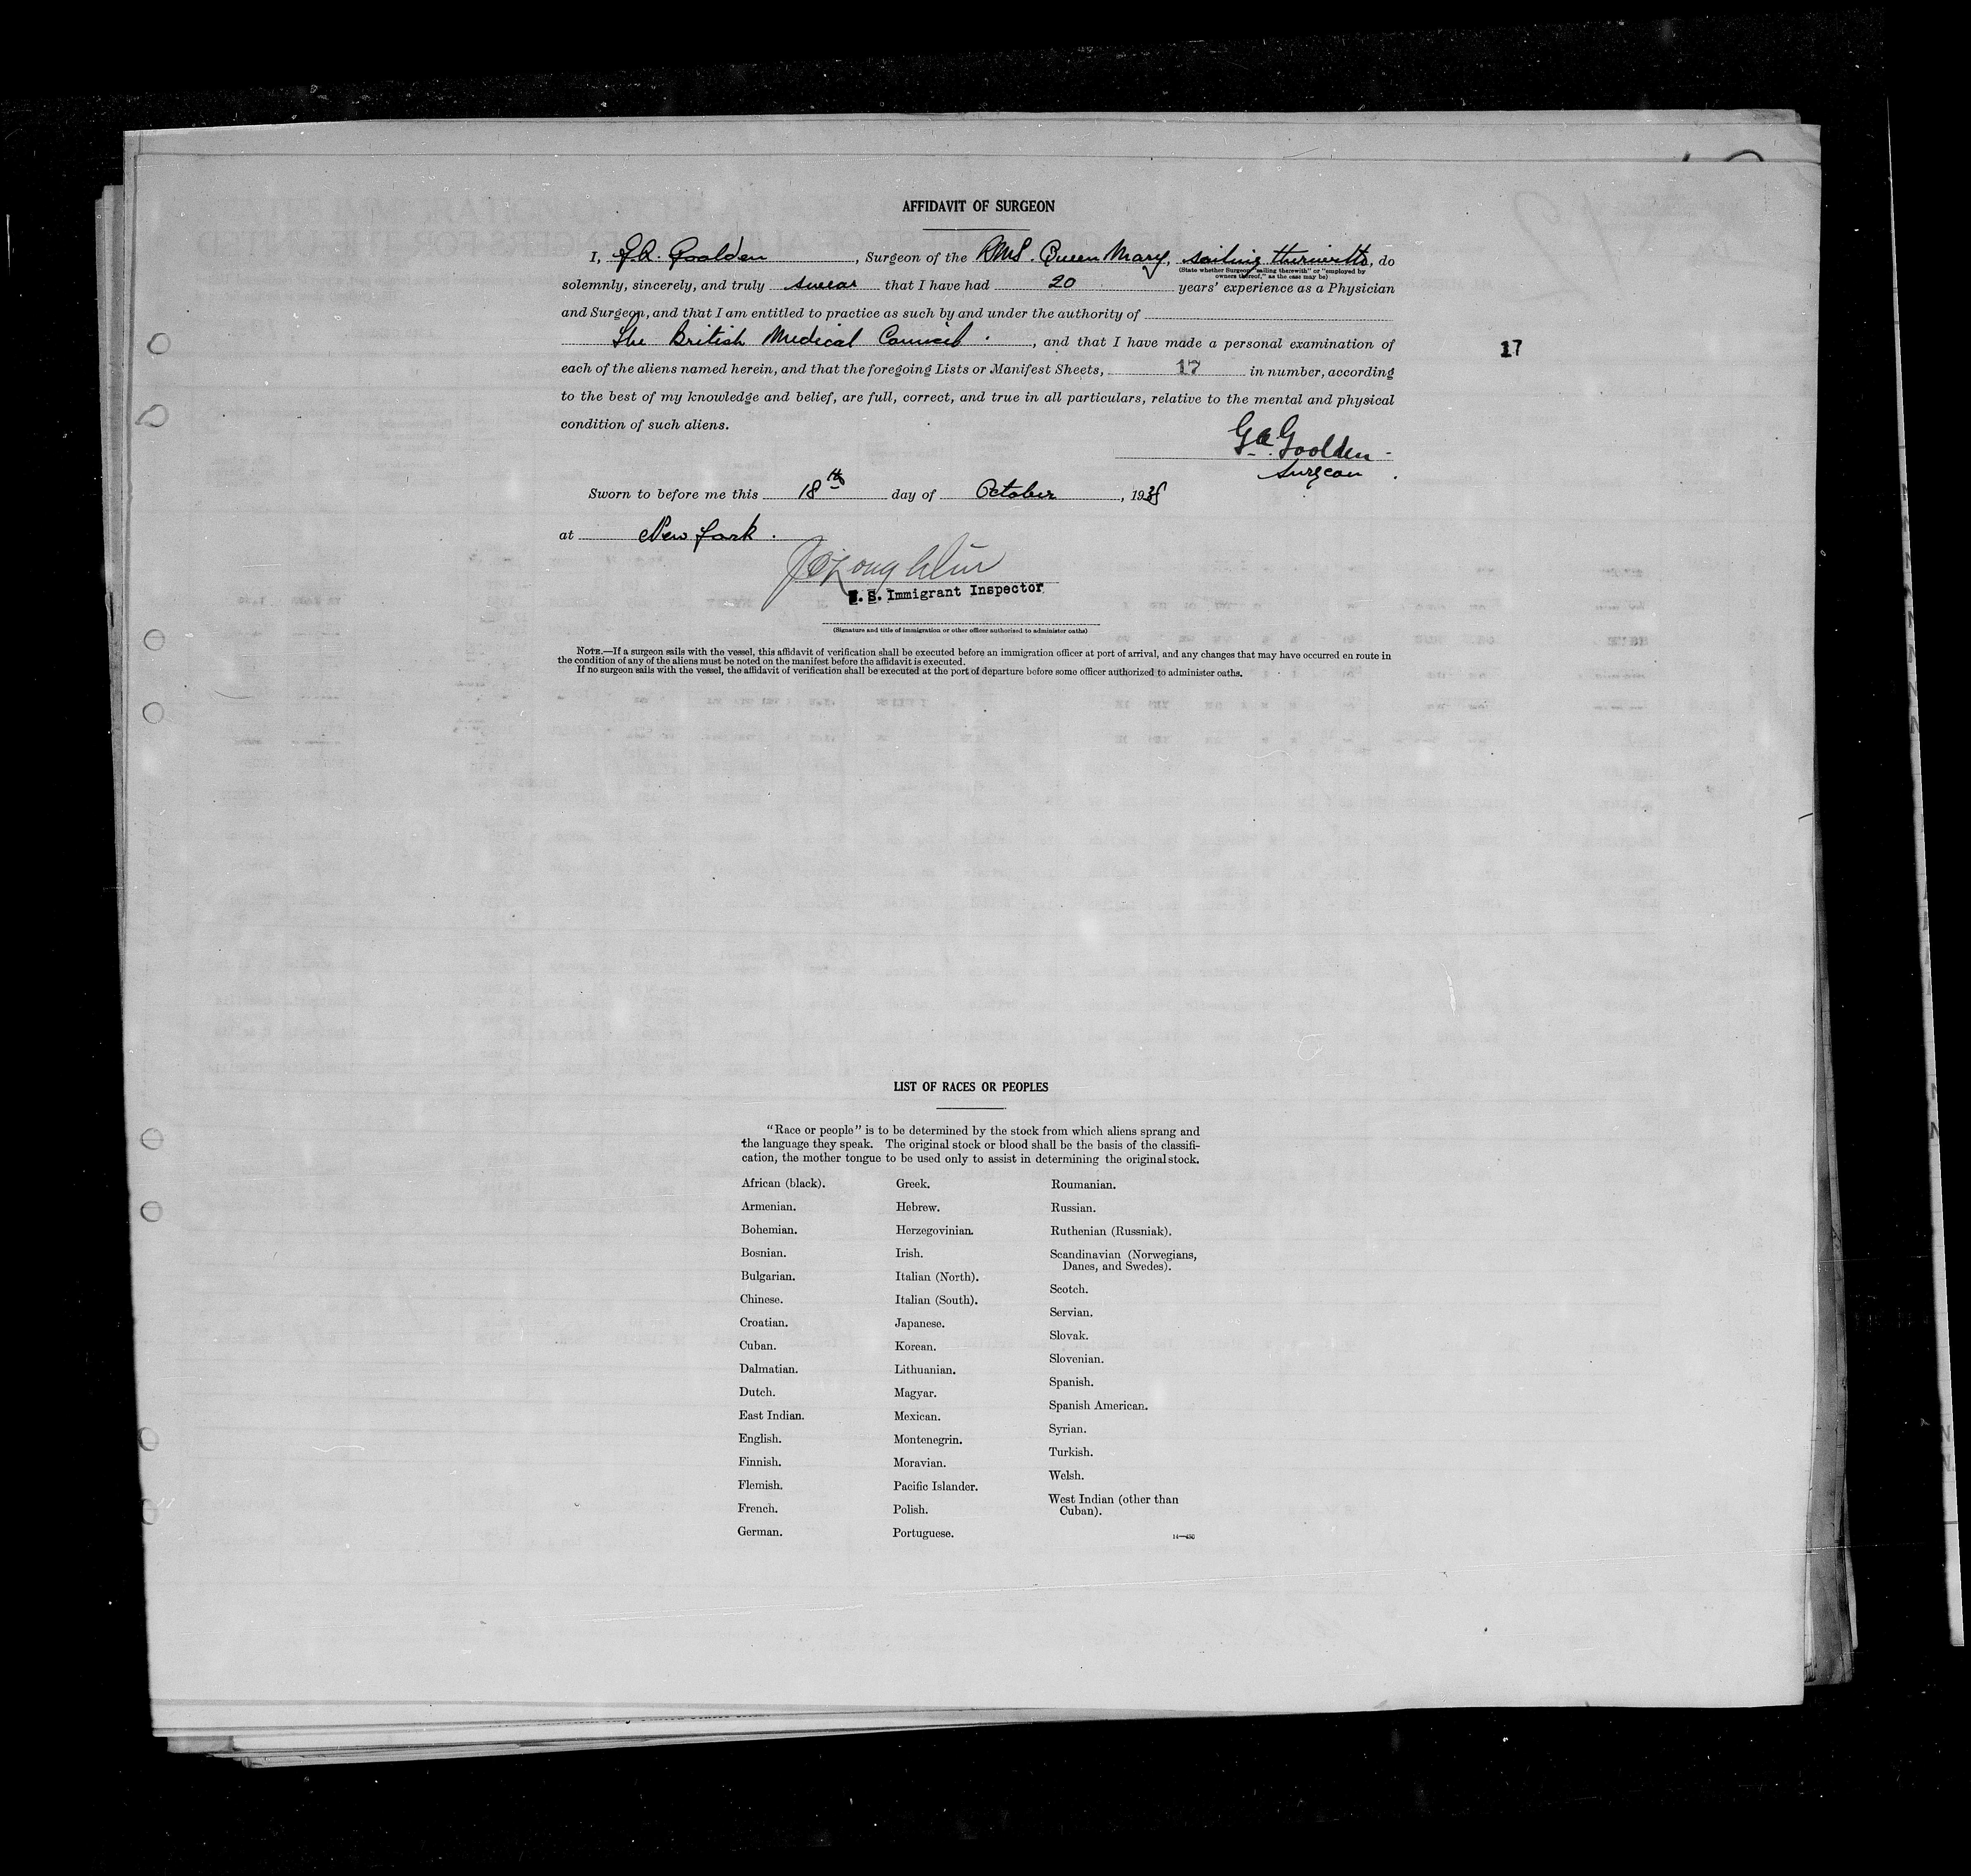 AFFIDAVIT OF SURGEON
I, G.A. Goolden, Surgeon of the RMS. Queen Mary, sailing therewith, do
(State whether Surgeon "sailing therewith" or "employed by
owners thereof," as the case may be)
solemnly, sincerely, and truly swear that I have had 20 years' experience as a Physician
and Surgeon, and that I am entitled to practice as such by and under the authority of
The British Medical Council, and that I have made a personal examination of
17
each of the aliens named herein, and that the foregoing Lists or Manifest Sheets, 17 in number, according
to the best of my knowledge and belief, are full, correct, and true in all particulars, relative to the mental and physical
condition of such aliens.
G.A. Goolden
Surgeon.
Sworn to before me this 18th day of October, 1938
at New York.
U. S. Immigrant Inspector
(Signature and title of immigration or other officer authorized to administer oaths)
NOTE.—If a surgeon sails with the vessel, this affidavit of verification shall be executed before an immigration officer at port of arrival, and any changes that may have occurred en route in
the condition of any of the aliens must be noted on the manifest before the affidavit is executed.
If no surgeon sails with the vessel, the affidavit of verification shall be executed at the port of departure before some officer authorized to administer oaths.
LIST OF RACES OR PEOPLES
"Race or people" is to be determined by the stock from which aliens sprang and
the language they speak. The original stock or blood shall be the basis of the classifi-
cation, the mother tongue to be used only to assist in determining the original stock.
African (black).
Armenian.
Bohemian.
Bosnian.
Bulgarian.
Chinese.
Croatian.
Cuban.
Dalmatian.
Dutch.
East Indian.
English.
Finnish.
Flemish.
French.
German.
Greek.
Hebrew.
Herzegovinian.
Irish.
Italian (North).
Italian (South).
Japanese.
Korean.
Lithuanian.
Magyar.
Mexican.
Montenegrin.
Moravian.
Pacific Islander.
Polish.
Portuguese.
Roumanian.
Russian.
Ruthenian (Russniak).
Scandinavian (Norwegians,
Danes, and Swedes).
Scotch.
Servian.
Slovak.
Slovenian.
Spanish.
Spanish American.
Syrian.
Turkish.
Welsh.
West Indian (other than
Cuban).